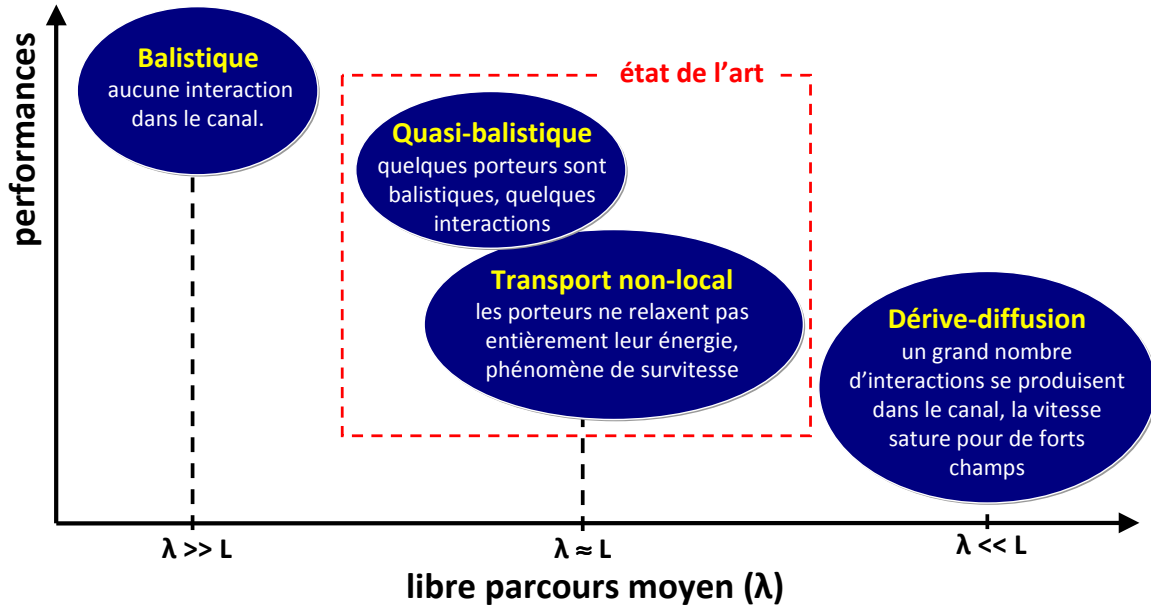 performances
Balistique
aucune interaction
dans le canal.
état de l’art
Quasi-balistique
quelques porteurs sont
balistiques, quelques
interactions
Transport non-local
les porteurs ne relaxent pas
entièrement leur énergie,
phénomène de survitesse
Dérive-diffusion
un grand nombre
d’interactions se produisent
dans le canal, la vitesse
sature pour de forts
champs
λ >> L
λ ≈ L
λ << L
libre parcours moyen (λ)